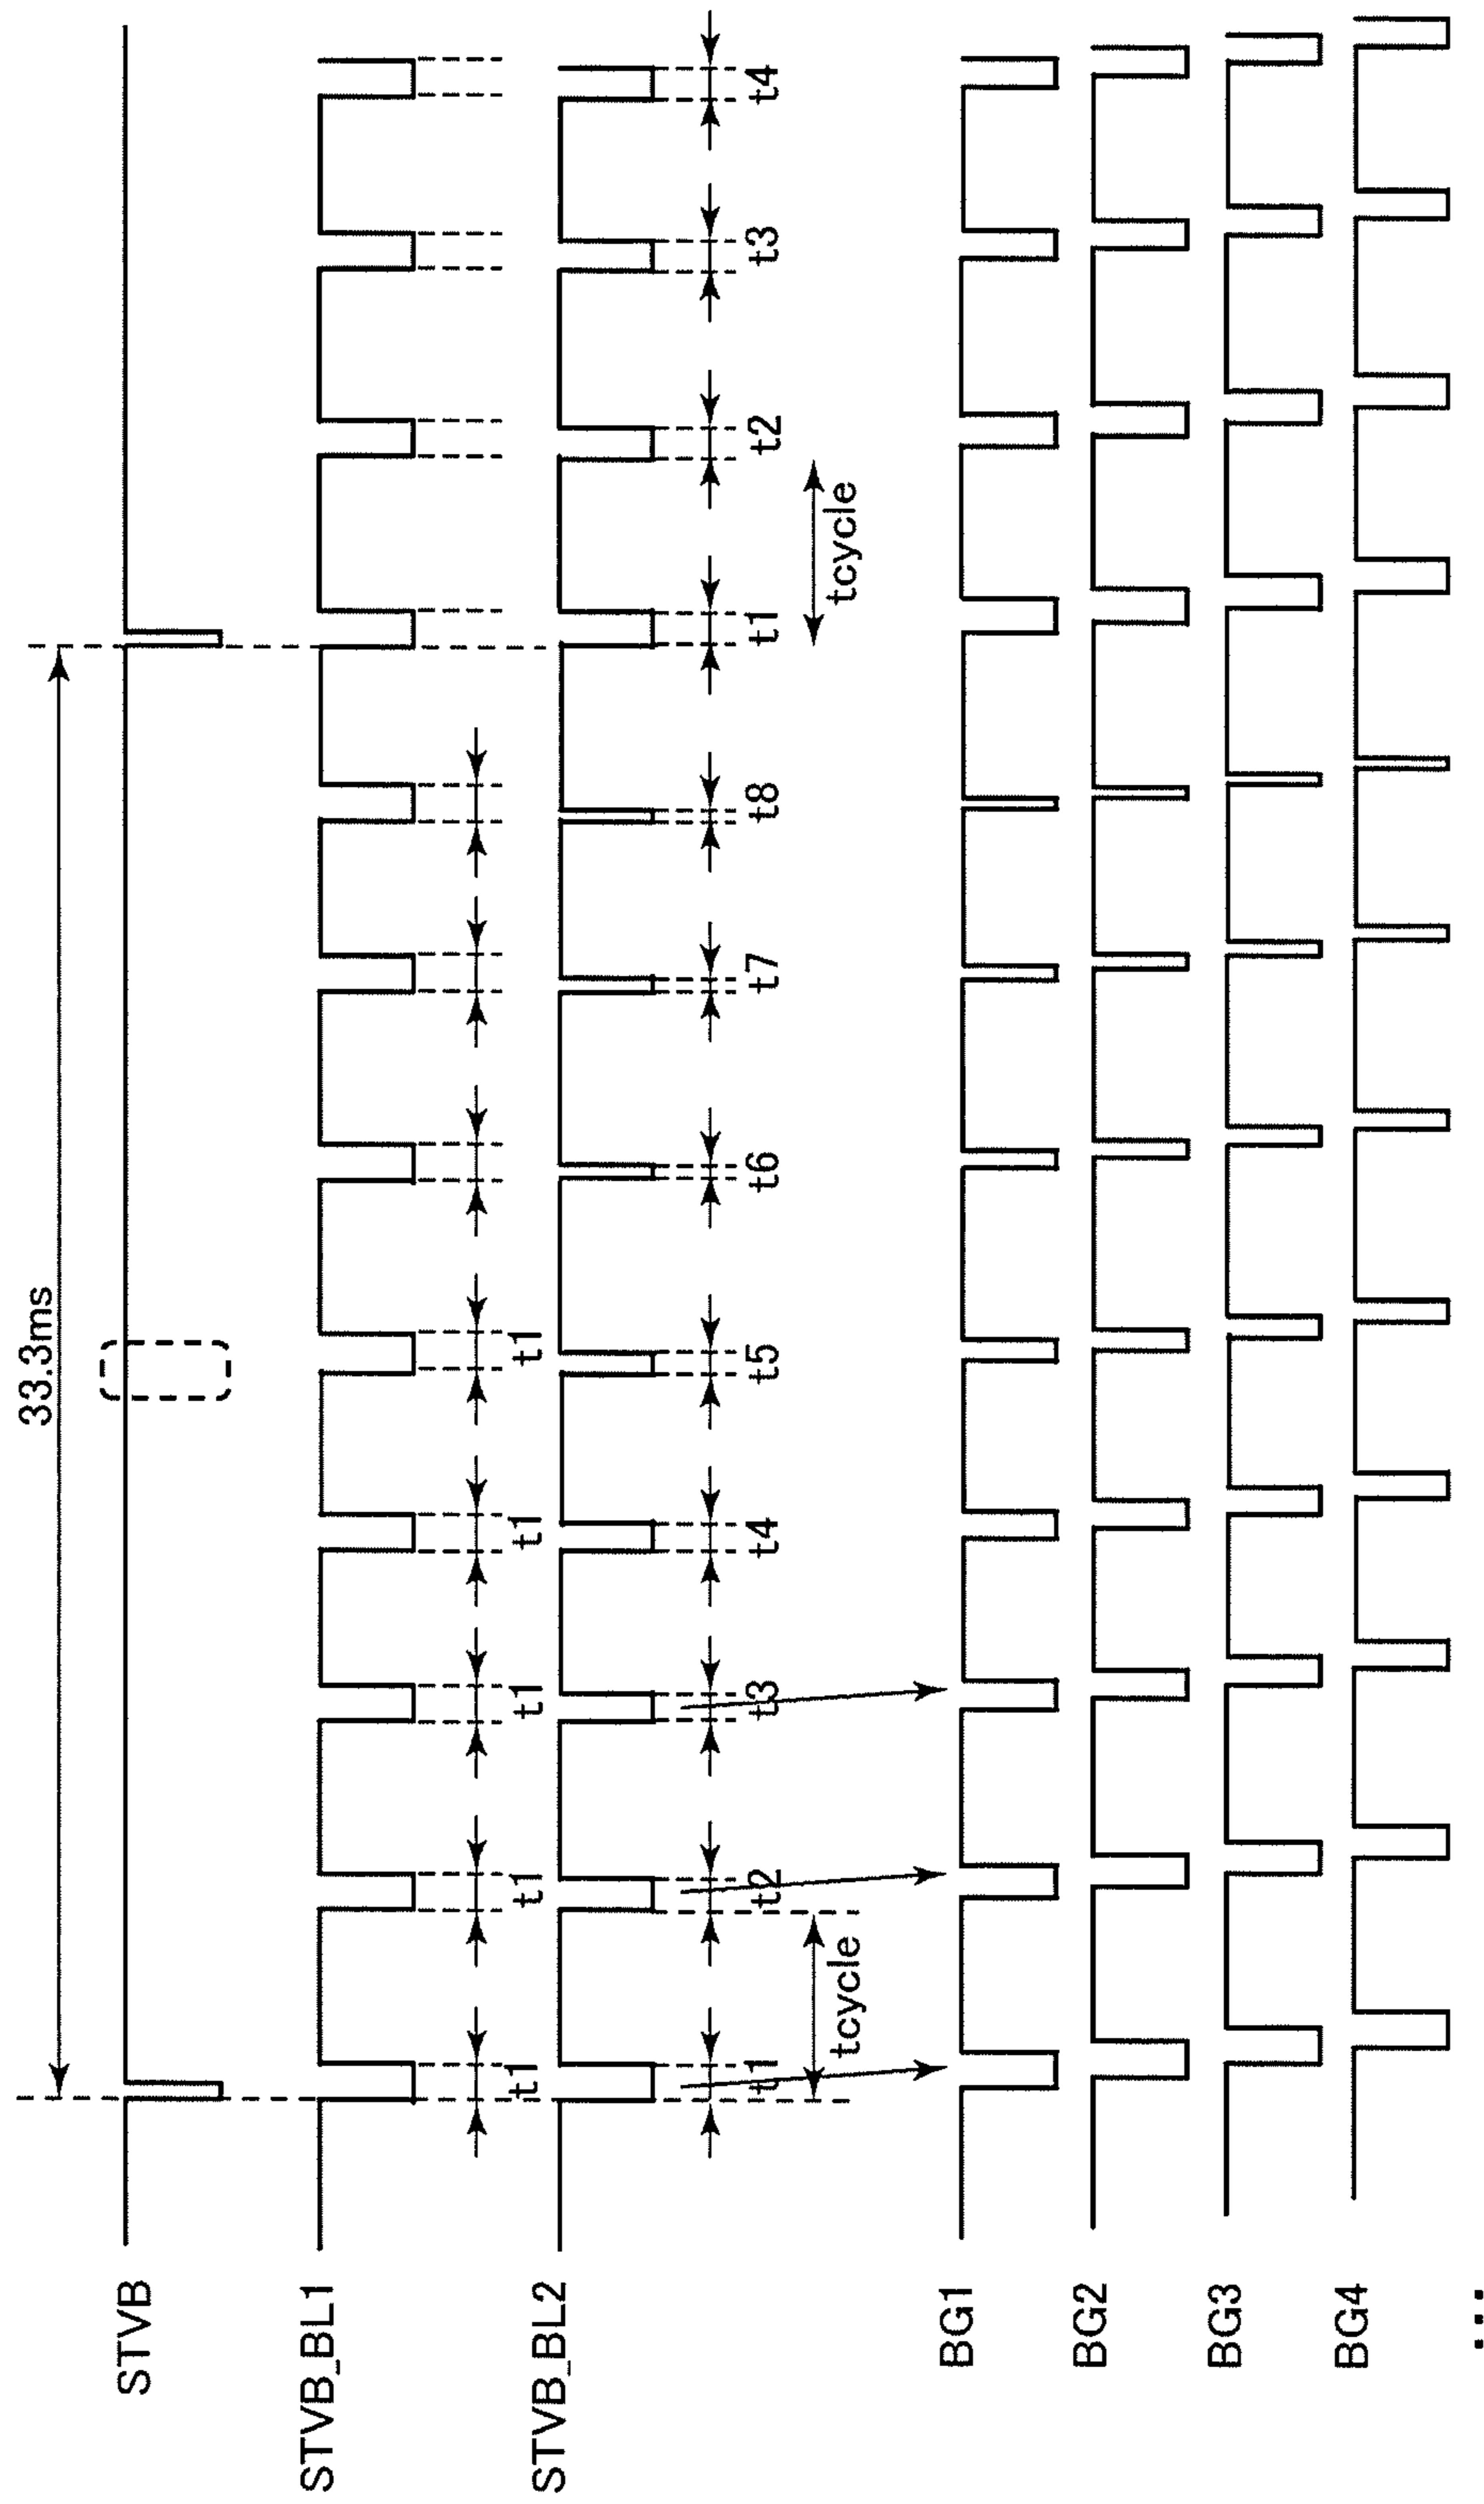 33.3ms
STVB
STVB_BL1
t1 t1 t1 t1 t1
STVB_BL2
t1 t2 t3 t4 t5 t6 t7 t8 t1 t2 t3 t4
tcycle tcycle
BG1
BG2
BG3
BG4
...